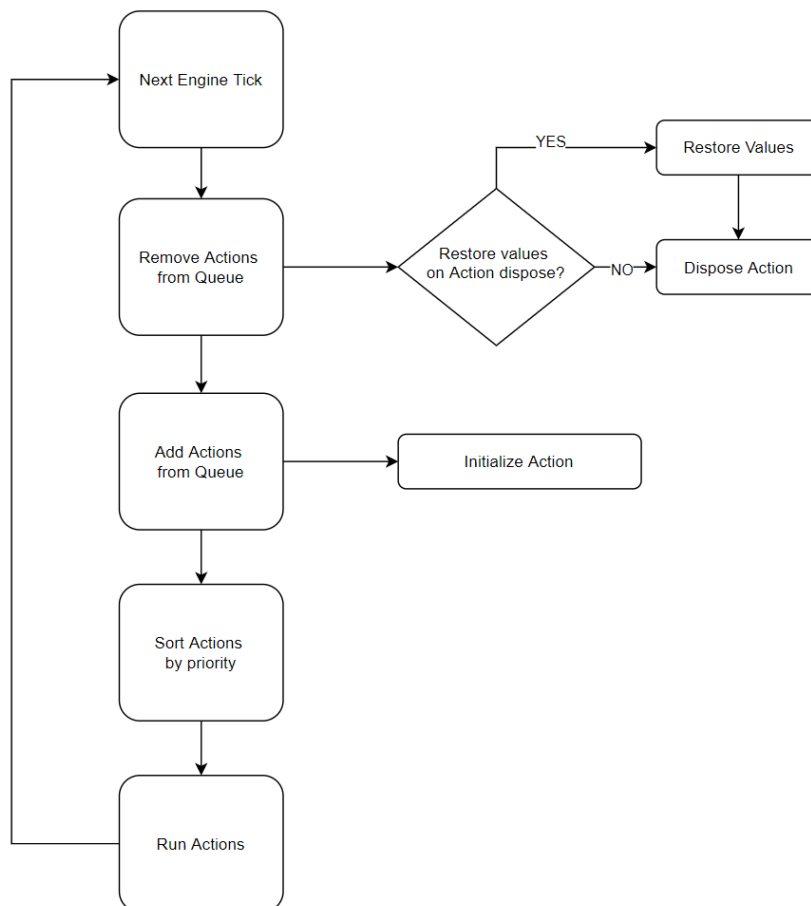 Next Engine Tick
YES
Restore Values
Remove Actions
from Queue
Restore values
on Action dispose?
NO
Dispose Action
Add Actions
from Queue
Initialize Action
Sort Actions
by priority
Run Actions